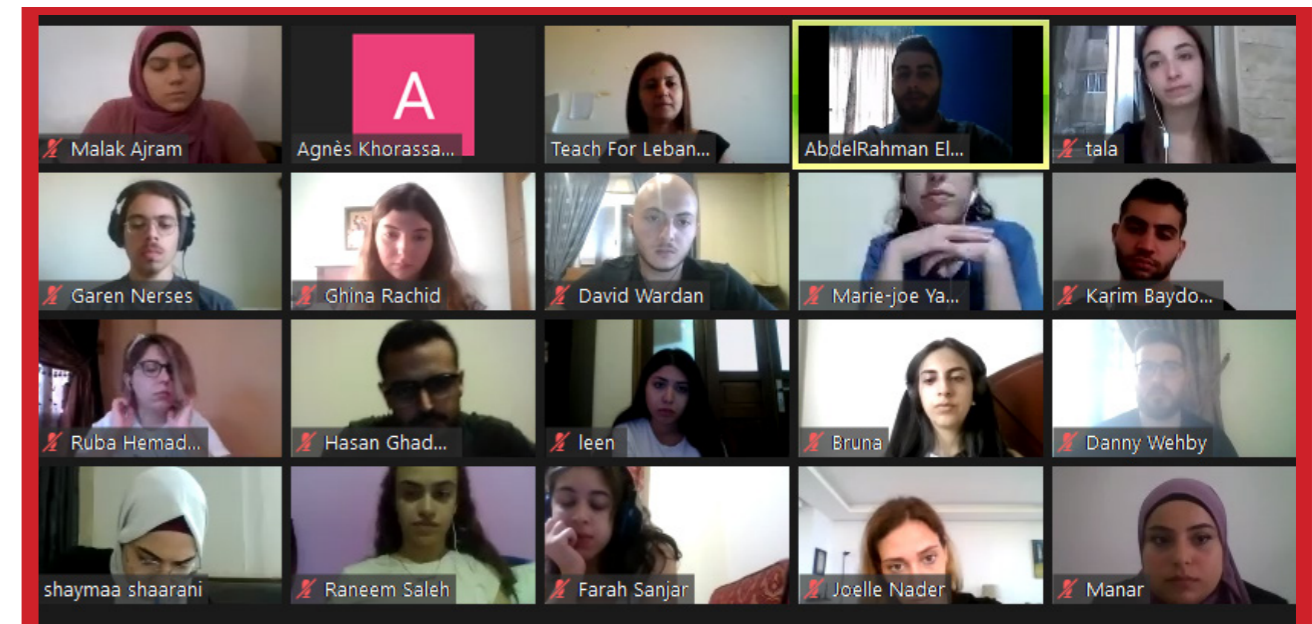 Malak Ajram
A
Agnès Khorassa...
Teach For Leban...
AbdelRahman El...
tala
Garen Nerses
Ghina Rachid
David Wardan
Marie-joe Ya...
Karim Baydo...
Ruba Hemad...
Hasan Ghad...
leen
Bruna
Danny Wehby
shaymaa shaarani
Raneem Saleh
Farah Sanjar
Joelle Nader
Manar